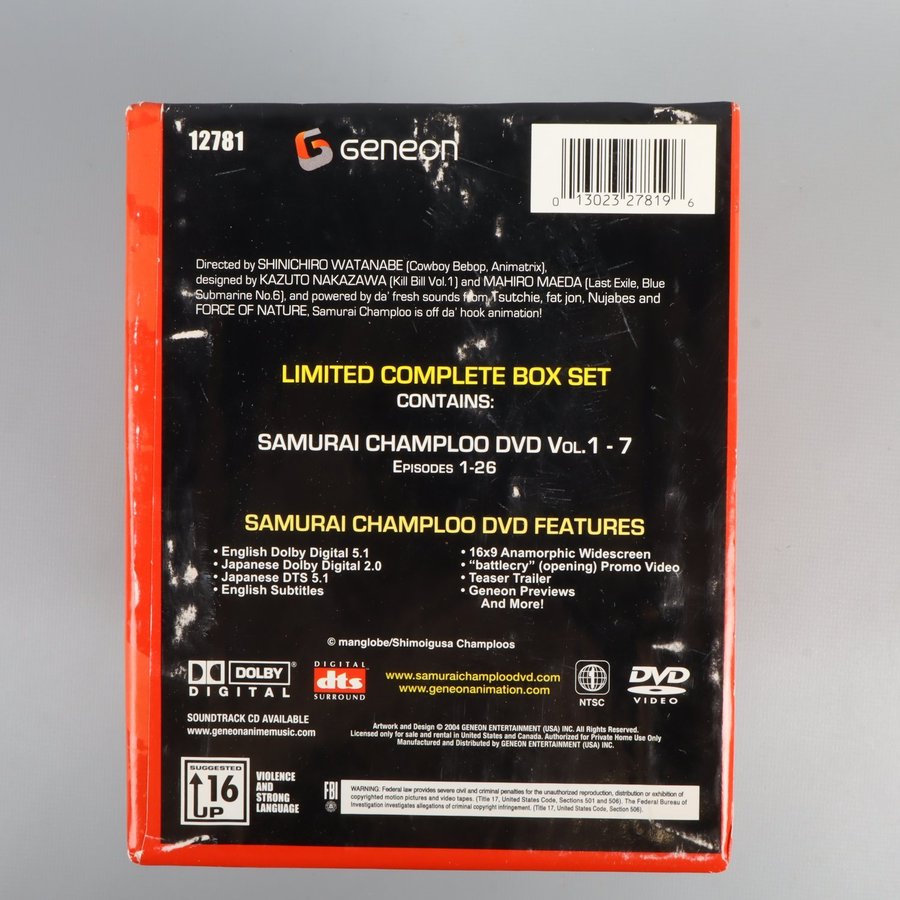 12781
Geneon
0 13023 27819 6
Directed by SHINICHIRO WATANABE (Cowboy Bebop, Animatrix),
designed by KAZUTO NAKAZAWA (Kill Bill Vol.1) and MAHIRO MAEDA (Last Exile, Blue
Submarine No.6), and powered by da' fresh sounds from Tsutchie, fat jon, Nujabes and
FORCE OF NATURE, Samurai Champloo is off da' hook animation!
LIMITED COMPLETE BOX SET
CONTAINS:
SAMURAI CHAMPLOO DVD VOL.1 - 7
EPISODES 1-26
SAMURAI CHAMPLOO DVD FEATURES
• English Dolby Digital 5.1
• Japanese Dolby Digital 2.0
• Japanese DTS 5.1
• English Subtitles
• 16x9 Anamorphic Widescreen
• “battlecry” (opening) Promo Video
• Teaser Trailer
• Geneon Previews
And More!
© manglobe/Shimoigusa Champloos
DOLBY®
DIGITAL
DIGITAL
dts
SURROUND
www.samuraichamploodvd.com
www.geneonanimation.com
NTSC
DVD
VIDEO
SOUNDTRACK CD AVAILABLE
www.geneonanimemusic.com
Artwork and Design © 2004 GENEON ENTERTAINMENT (USA) INC. All Rights Reserved.
Licensed only for sale and rental in United States and Canada. Authorized for Private Home Use Only
Manufactured and Distributed by GENEON ENTERTAINMENT (USA) INC.
SUGGESTED
16
UP
VIOLENCE
AND
STRONG
LANGUAGE
FBI
WARNING: Federal law provides severe civil and criminal penalties for the unauthorized reproduction, distribution or exhibition of
copyrighted motion pictures and video tapes. (Title 17, United States Code, Sections 501 and 506). The Federal Bureau of
Investigation investigates allegations of criminal copyright infringement. (Title 17, United States Code, Section 506).